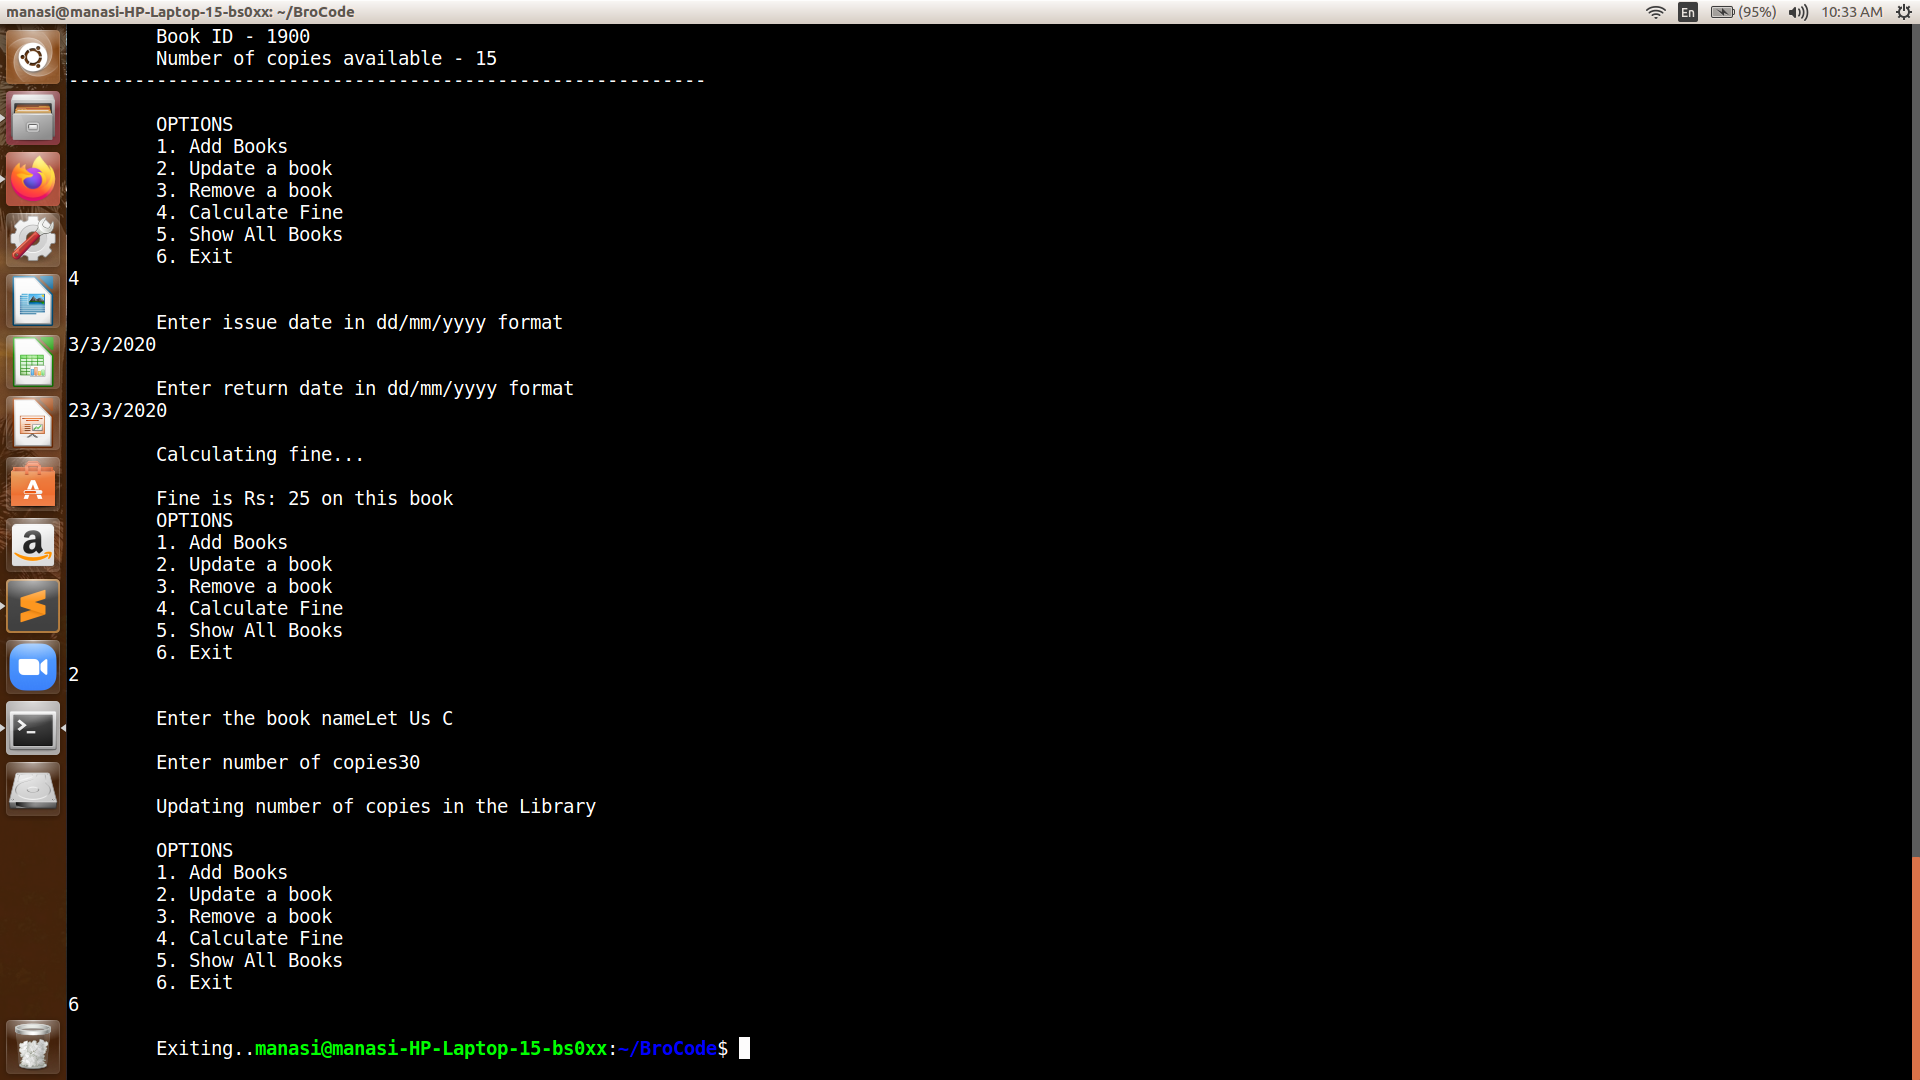 manasi@manasi-HP-Laptop-15-bs0xx: ~/BroCode
En (95%) 10:33 AM
Book ID - 1900
Number of copies available - 15
----------------------------------------------------------
OPTIONS
1. Add Books
2. Update a book
3. Remove a book
4. Calculate Fine
5. Show All Books
6. Exit
4
Enter issue date in dd/mm/yyyy format
3/3/2020
Enter return date in dd/mm/yyyy format
23/3/2020
Calculating fine...
Fine is Rs: 25 on this book
OPTIONS
1. Add Books
2. Update a book
3. Remove a book
4. Calculate Fine
5. Show All Books
6. Exit
2
Enter the book nameLet Us C
Enter number of copies30
Updating number of copies in the Library
OPTIONS
1. Add Books
2. Update a book
3. Remove a book
4. Calculate Fine
5. Show All Books
6. Exit
6
Exiting..manasi@manasi-HP-Laptop-15-bs0xx:~/BroCode$